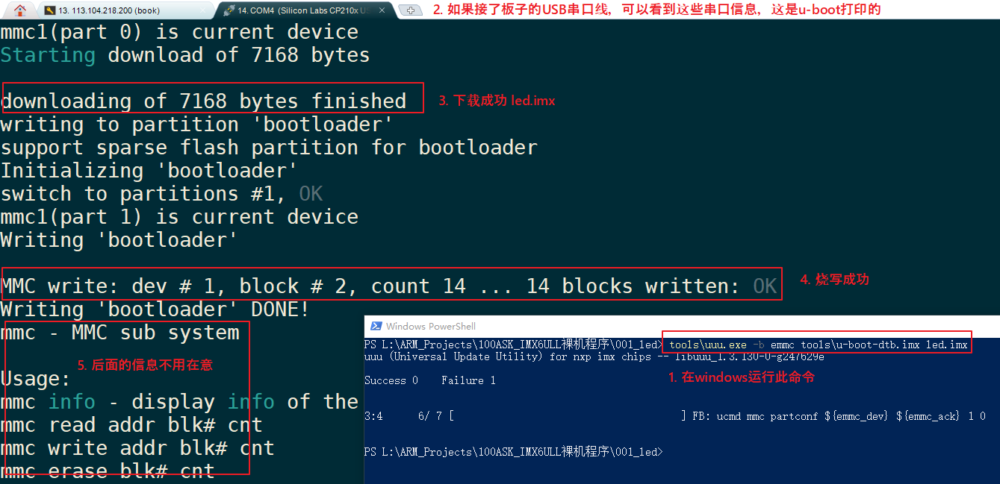 13. 113.104.218.200 (book)
14. COM4 (Silicon Labs CP210x US
2. 如果接了板子的USB串口线，可以看到这些串口信息，这是u-boot打印的
mmc1(part 0) is current device
Starting download of 7168 bytes
downloading of 7168 bytes finished
3. 下载成功 led.imx
writing to partition 'bootloader'
support sparse flash partition for bootloader
Initializing 'bootloader'
switch to partitions #1, OK
mmc1(part 1) is current device
Writing 'bootloader'
MMC write: dev # 1, block # 2, count 14 ... 14 blocks written: OK
4. 烧写成功
Writing 'bootloader' DONE!
mmc - MMC sub system
5. 后面的信息不用在意
Usage:
mmc info - display info of the
mmc read addr blk# cnt
mmc write addr blk# cnt
mmc erase blk# cnt
Windows PowerShell
PS L:\ARM_Projects\100ASK_IMX6ULL裸机程序\001_led> tools\uuu.exe -b emmc tools\u-boot-dtb.imx led.imx
uuu (Universal Update Utility) for nxp imx chips -- libuuu_1.3.130-0-g247629e
1. 在windows运行此命令
Success 0 Failure 1
3:4 6/ 7 [ ] FB: ucmd mmc partconf ${emmc_dev} ${emmc_ack} 1 0
PS L:\ARM_Projects\100ASK_IMX6ULL裸机程序\001_led>